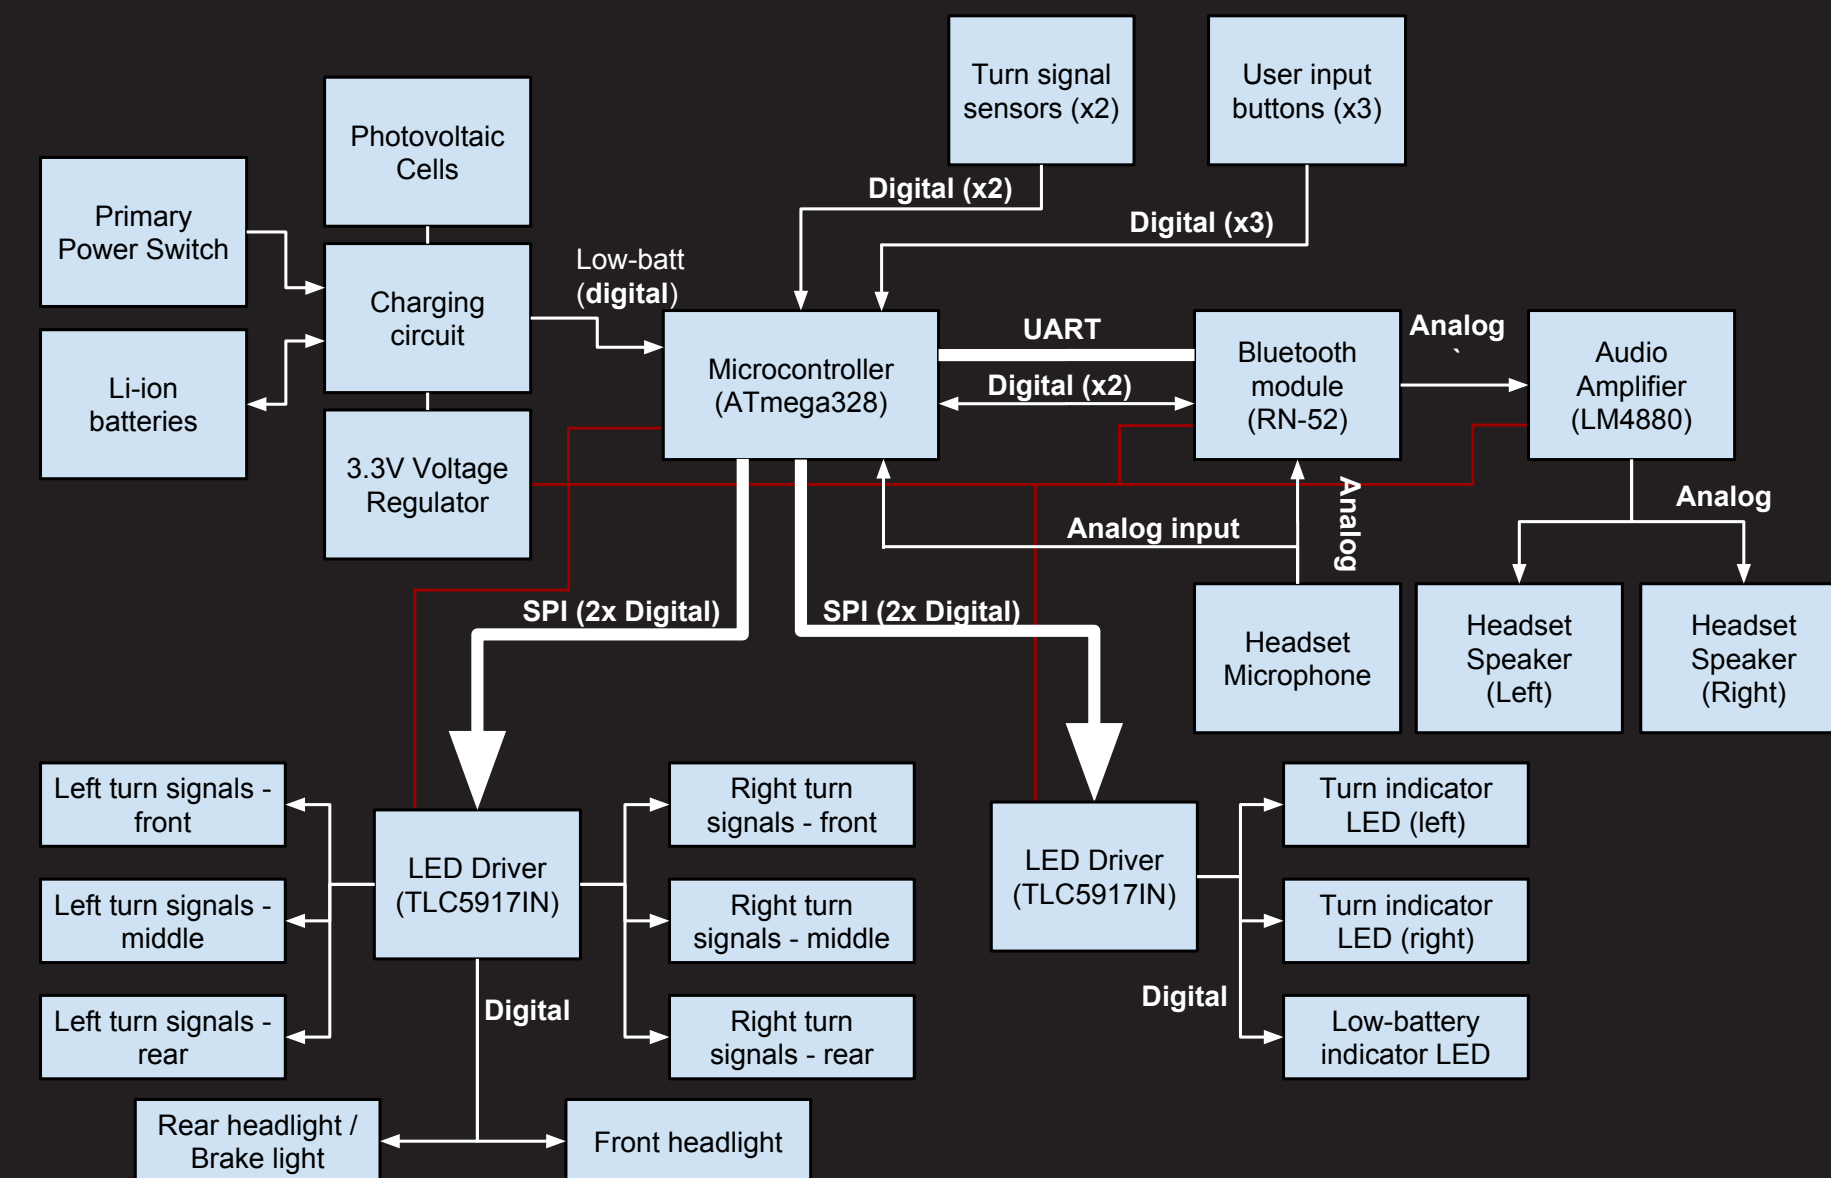 Turn signal
sensors (x2)
User input
buttons (x3)
Photovoltaic
Cells
Primary
Power Switch
Digital (x2)
Digital (x3)
Low-batt
(digital)
Charging
circuit
Li-ion
batteries
3.3V Voltage
Regulator
Microcontroller
(ATmega328)
UART
Digital (x2)
Bluetooth
module
(RN-52)
Analog
`
Audio
Amplifier
(LM4880)
Analog input
Analog
Analog
SPI (2x Digital)
SPI (2x Digital)
Headset
Microphone
Headset
Speaker
(Left)
Headset
Speaker
(Right)
Left turn signals -
front
Left turn signals -
middle
Left turn signals -
rear
LED Driver
(TLC5917IN)
Right turn
signals - front
Right turn
signals - middle
Right turn
signals - rear
Digital
Rear headlight /
Brake light
Front headlight
LED Driver
(TLC5917IN)
Turn indicator
LED (left)
Turn indicator
LED (right)
Digital
Low-battery
indicator LED